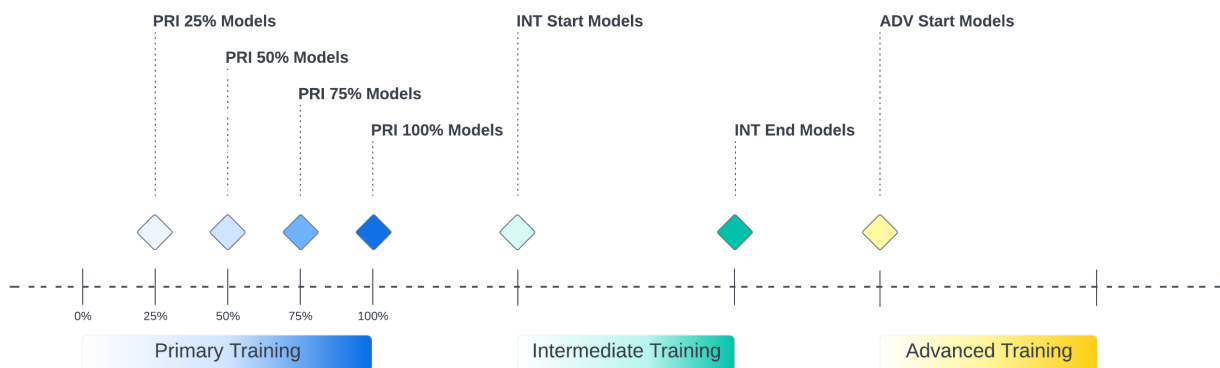 PRI 25% Models
INT Start Models
ADV Start Models
PRI 50% Models
PRI 75% Models
PRI 100% Models
INT End Models
0%
25%
50%
75%
100%
Primary Training
Intermediate Training
Advanced Training